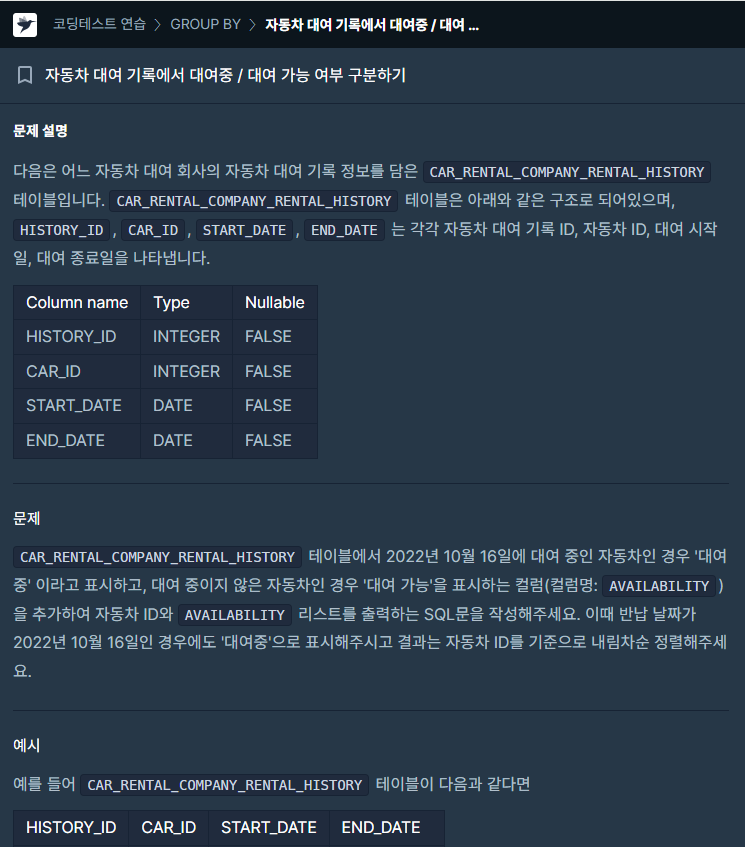 코딩테스트 연습 > GROUP BY > 자동차 대여 기록에서 대여중 / 대여 ...
자동차 대여 기록에서 대여중 / 대여 가능 여부 구분하기
문제 설명
다음은 어느 자동차 대여 회사의 자동차 대여 기록 정보를 담은 CAR_RENTAL_COMPANY_RENTAL_HISTORY
테이블입니다. CAR_RENTAL_COMPANY_RENTAL_HISTORY 테이블은 아래와 같은 구조로 되어있으며,
HISTORY_ID, CAR_ID, START_DATE, END_DATE 는 각각 자동차 대여 기록 ID, 자동차 ID, 대여 시작
일, 대여 종료일을 나타냅니다.
Column name Type Nullable
HISTORY_ID INTEGER FALSE
CAR_ID INTEGER FALSE
START_DATE DATE FALSE
END_DATE DATE FALSE
문제
CAR_RENTAL_COMPANY_RENTAL_HISTORY 테이블에서 2022년 10월 16일에 대여 중인 자동차인 경우 '대여
중' 이라고 표시하고, 대여 중이지 않은 자동차인 경우 '대여 가능'을 표시하는 컬럼(컬럼명: AVAILABILITY )
을 추가하여 자동차 ID와 AVAILABILITY 리스트를 출력하는 SQL문을 작성해주세요. 이때 반납 날짜가
2022년 10월 16일인 경우에도 '대여중'으로 표시해주시고 결과는 자동차 ID를 기준으로 내림차순 정렬해주세
요.
예시
예를 들어 CAR_RENTAL_COMPANY_RENTAL_HISTORY 테이블이 다음과 같다면
HISTORY_ID CAR_ID START_DATE END_DATE